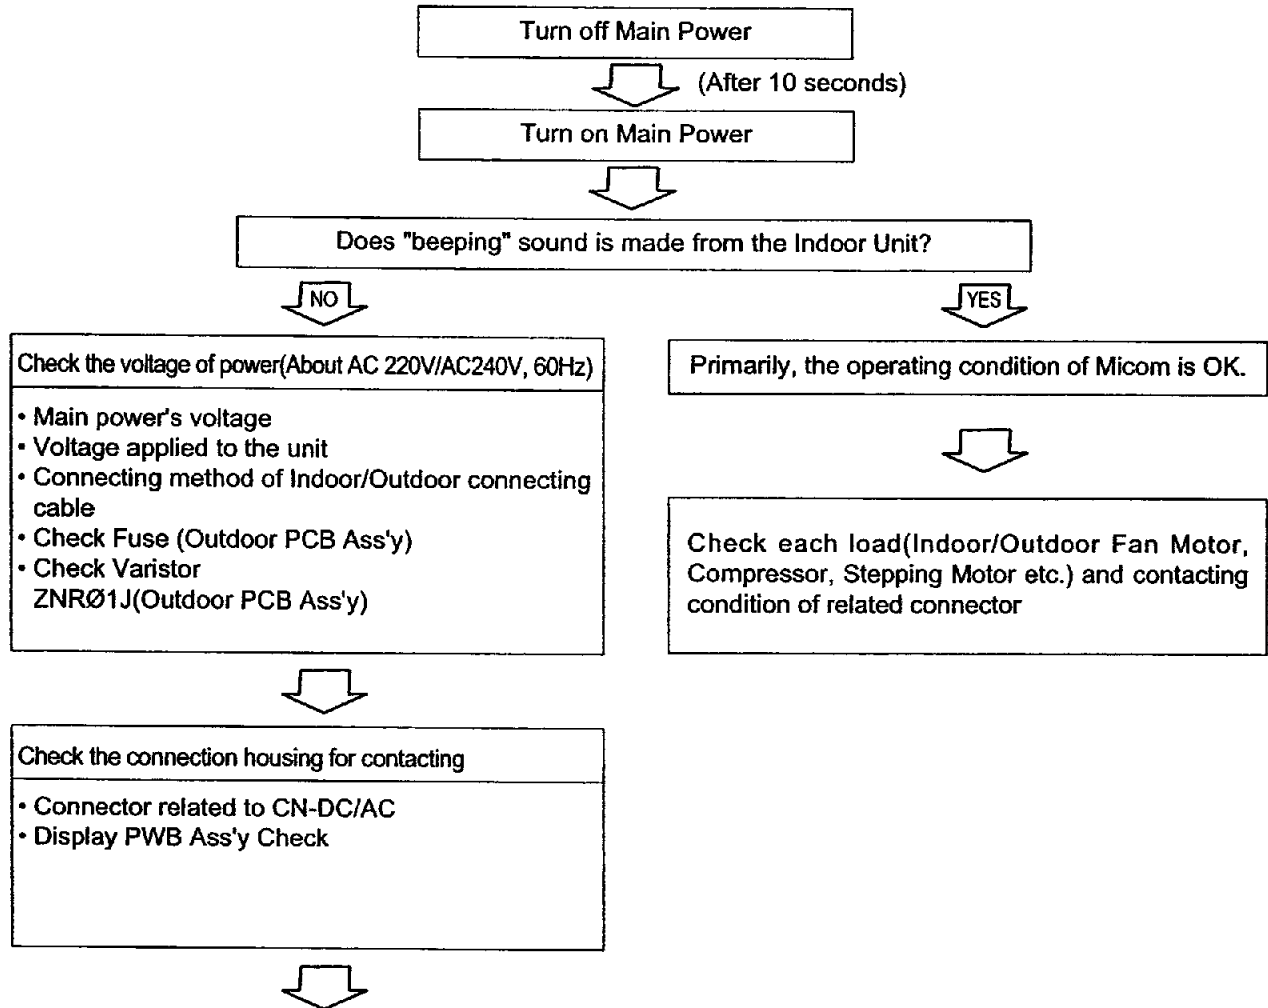 Turn off Main Power
(After 10 seconds)
Turn on Main Power
Does "beeping" sound is made from the Indoor Unit?
NO
YES
Check the voltage of power(About AC 220V/AC240V, 60Hz)
• Main power's voltage
• Voltage applied to the unit
• Connecting method of Indoor/Outdoor connecting
cable
• Check Fuse (Outdoor PCB Ass'y)
• Check Varistor
ZNRØ1J(Outdoor PCB Ass'y)
Primarily, the operating condition of Micom is OK.
Check each load(Indoor/Outdoor Fan Motor,
Compressor, Stepping Motor etc.) and contacting
condition of related connector
Check the connection housing for contacting
• Connector related to CN-DC/AC
• Display PWB Ass'y Check